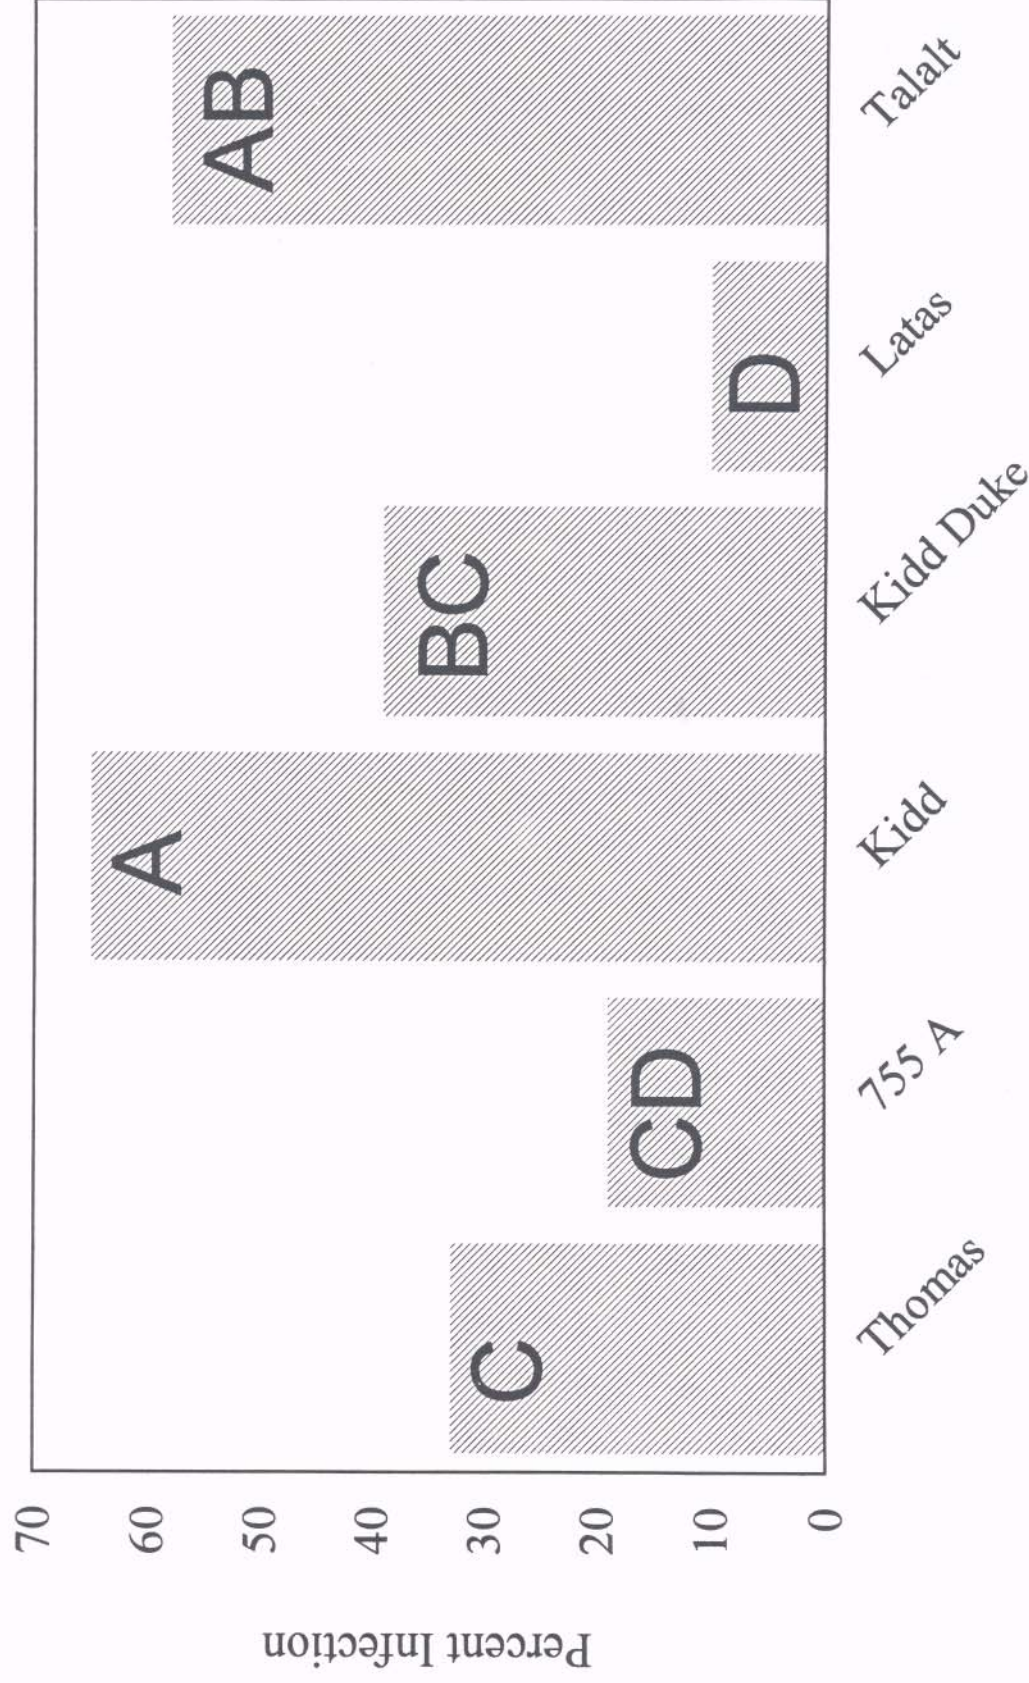 Percent Infection
70
60
50
40
30
20
10
0
C
CD
A
BC
D
AB
Thomas
755 A
Kidd
Kidd Duke
Latas
Talalt